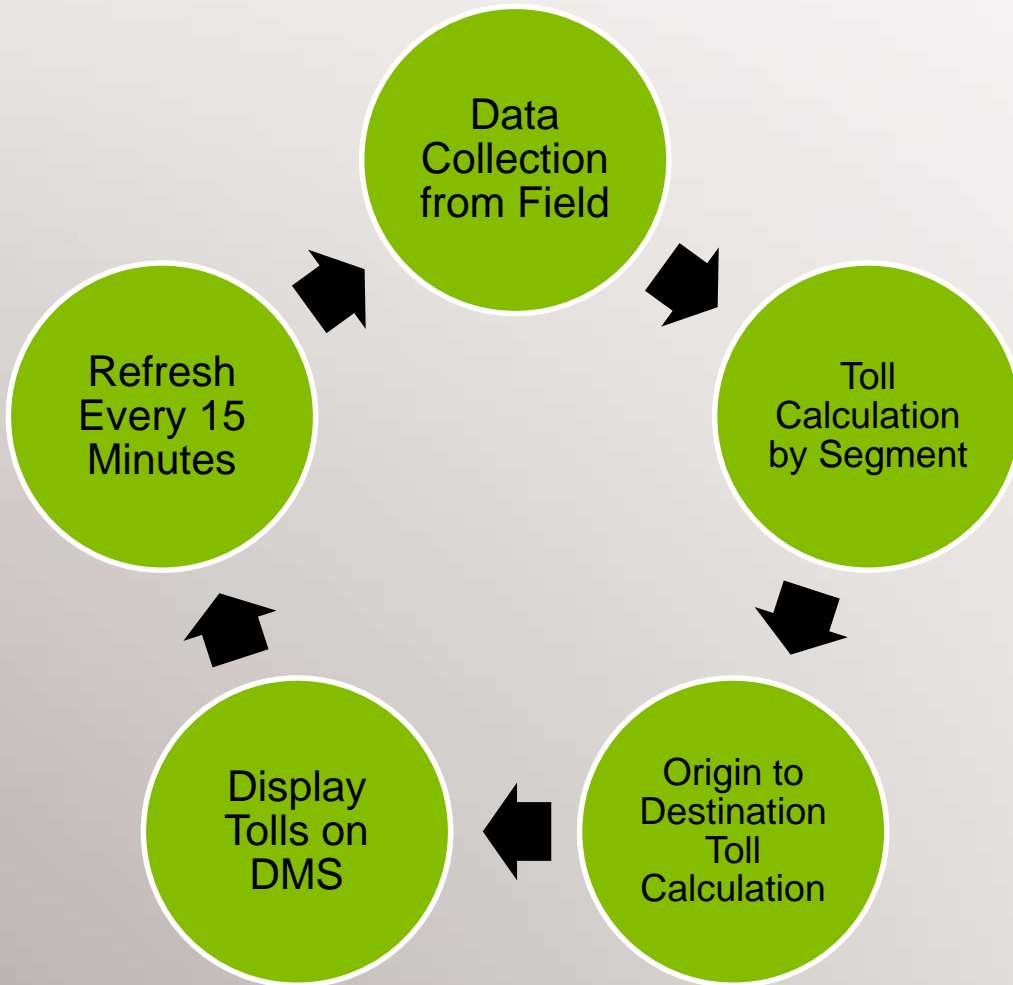 Data
Collection
from Field
Toll
Calculation
by Segment
Origin to
Destination
Toll
Calculation
Display
Tolls on
DMS
Refresh
Every 15
Minutes